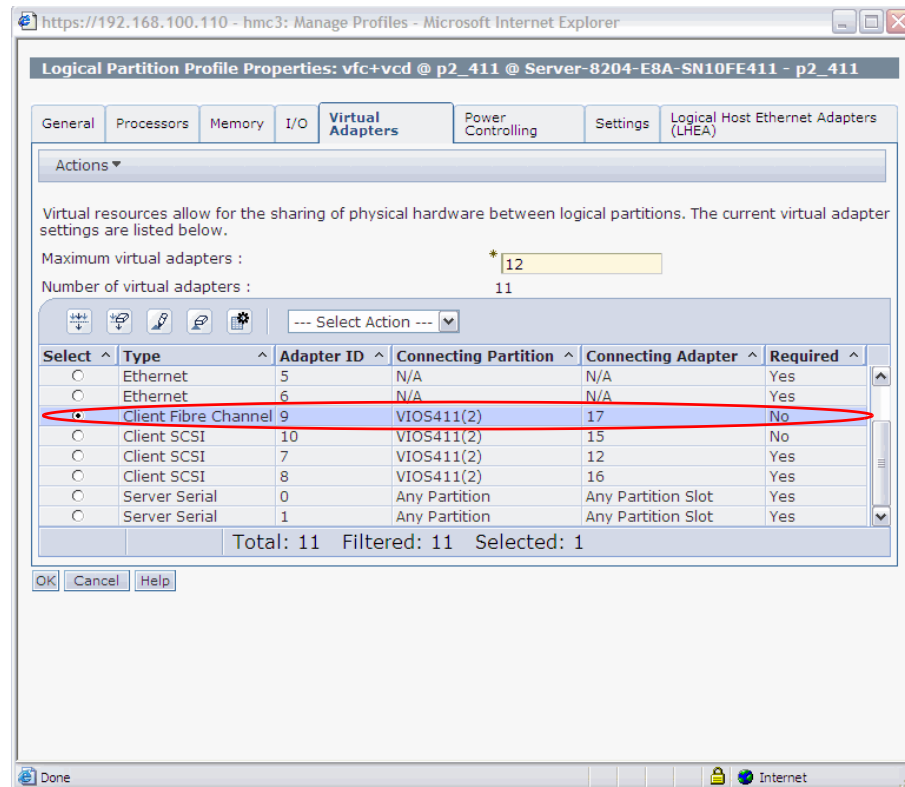 https://192.168.100.110 - hmc3: Manage Profiles - Microsoft Internet Explorer
Logical Partition Profile Properties: vfc+vcd @ p2_411 @ Server-8204-E8A-SN10FE411 - p2_411
General Processors Memory I/O Virtual Adapters Power Controlling Settings Logical Host Ethernet Adapters (LHEA)
Actions
Virtual resources allow for the sharing of physical hardware between logical partitions. The current virtual adapter
settings are listed below.
Maximum virtual adapters : * 12
Number of virtual adapters : 11
--- Select Action ---
Select ^ Type ^ Adapter ID ^ Connecting Partition ^ Connecting Adapter ^ Required ^
Ethernet 5 N/A N/A Yes
Ethernet 6 N/A N/A Yes
Client Fibre Channel 9 VIOS411(2) 17 No
Client SCSI 10 VIOS411(2) 15 No
Client SCSI 7 VIOS411(2) 12 Yes
Client SCSI 8 VIOS411(2) 16 Yes
Server Serial 0 Any Partition Any Partition Slot Yes
Server Serial 1 Any Partition Any Partition Slot Yes
Total: 11 Filtered: 11 Selected: 1
OK Cancel Help
Done Internet